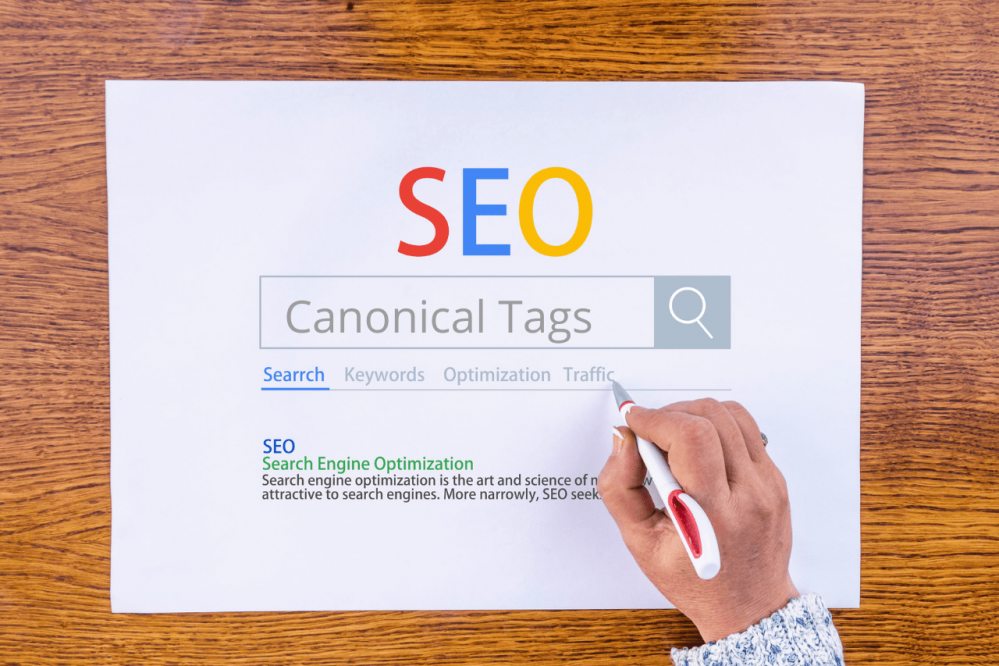 SEO
Canonical Tags
Searrch Keywords Optimization Traffic
SEO
Search Engine Optimization
Search engine optimization is the art and science of
attractive to search engines. More narrowly, SEO